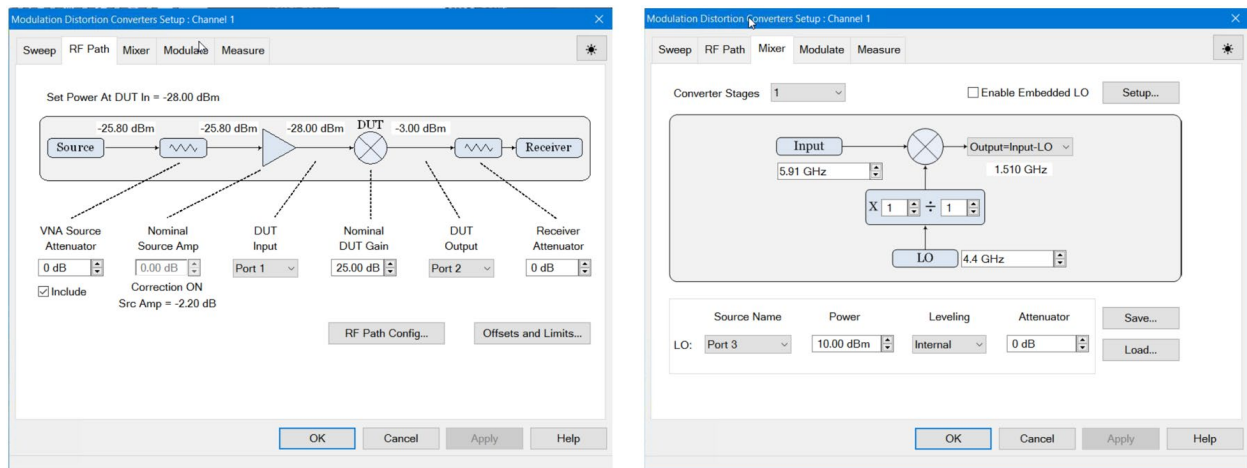 Modulation Distortion Converters Setup : Channel 1
Sweep RF Path Mixer Modulate Measure
Set Power At DUT In = -28.00 dBm
-25.80 dBm -25.80 dBm -28.00 dBm DUT -3.00 dBm
Source Receiver
VNA Source Attenuator
Nominal Source Amp
DUT Input
Nominal DUT Gain
DUT Output
Receiver Attenuator
0 dB 0.00 dB Port 1 25.00 dB Port 2 0 dB
Include
Correction ON
Src Amp = -2.20 dB
RF Path Config... Offsets and Limits...
OK Cancel Apply Help
Modulation Distortion Converters Setup : Channel 1
Sweep RF Path Mixer Modulate Measure
Converter Stages 1 Enable Embedded LO Setup...
Input Output=Input-LO
5.91 GHz 1.510 GHz
X 1 ÷ 1
LO 4.4 GHz
Source Name Power Leveling Attenuator Save...
LO: Port 3 10.00 dBm Internal 0 dB Load...
OK Cancel Apply Help